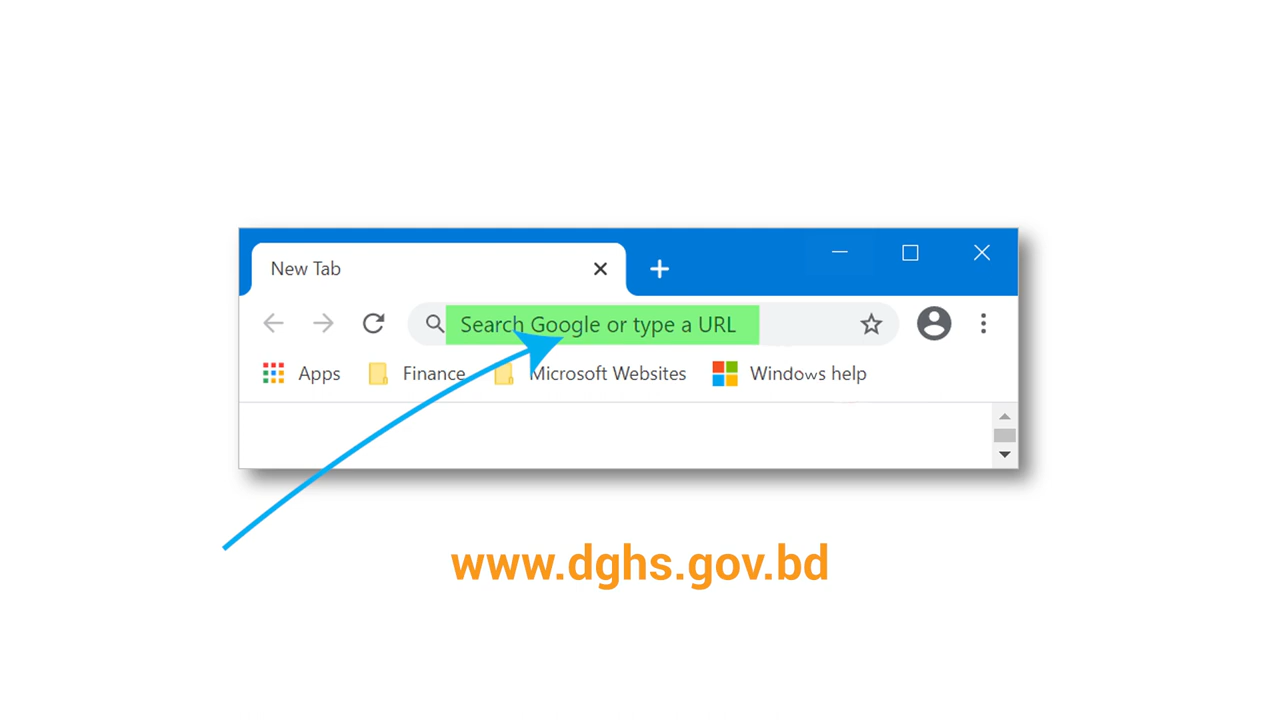 New Tab
Search Google or type a URL
Apps Finance Microsoft Websites Windows help
www.dghs.gov.bd